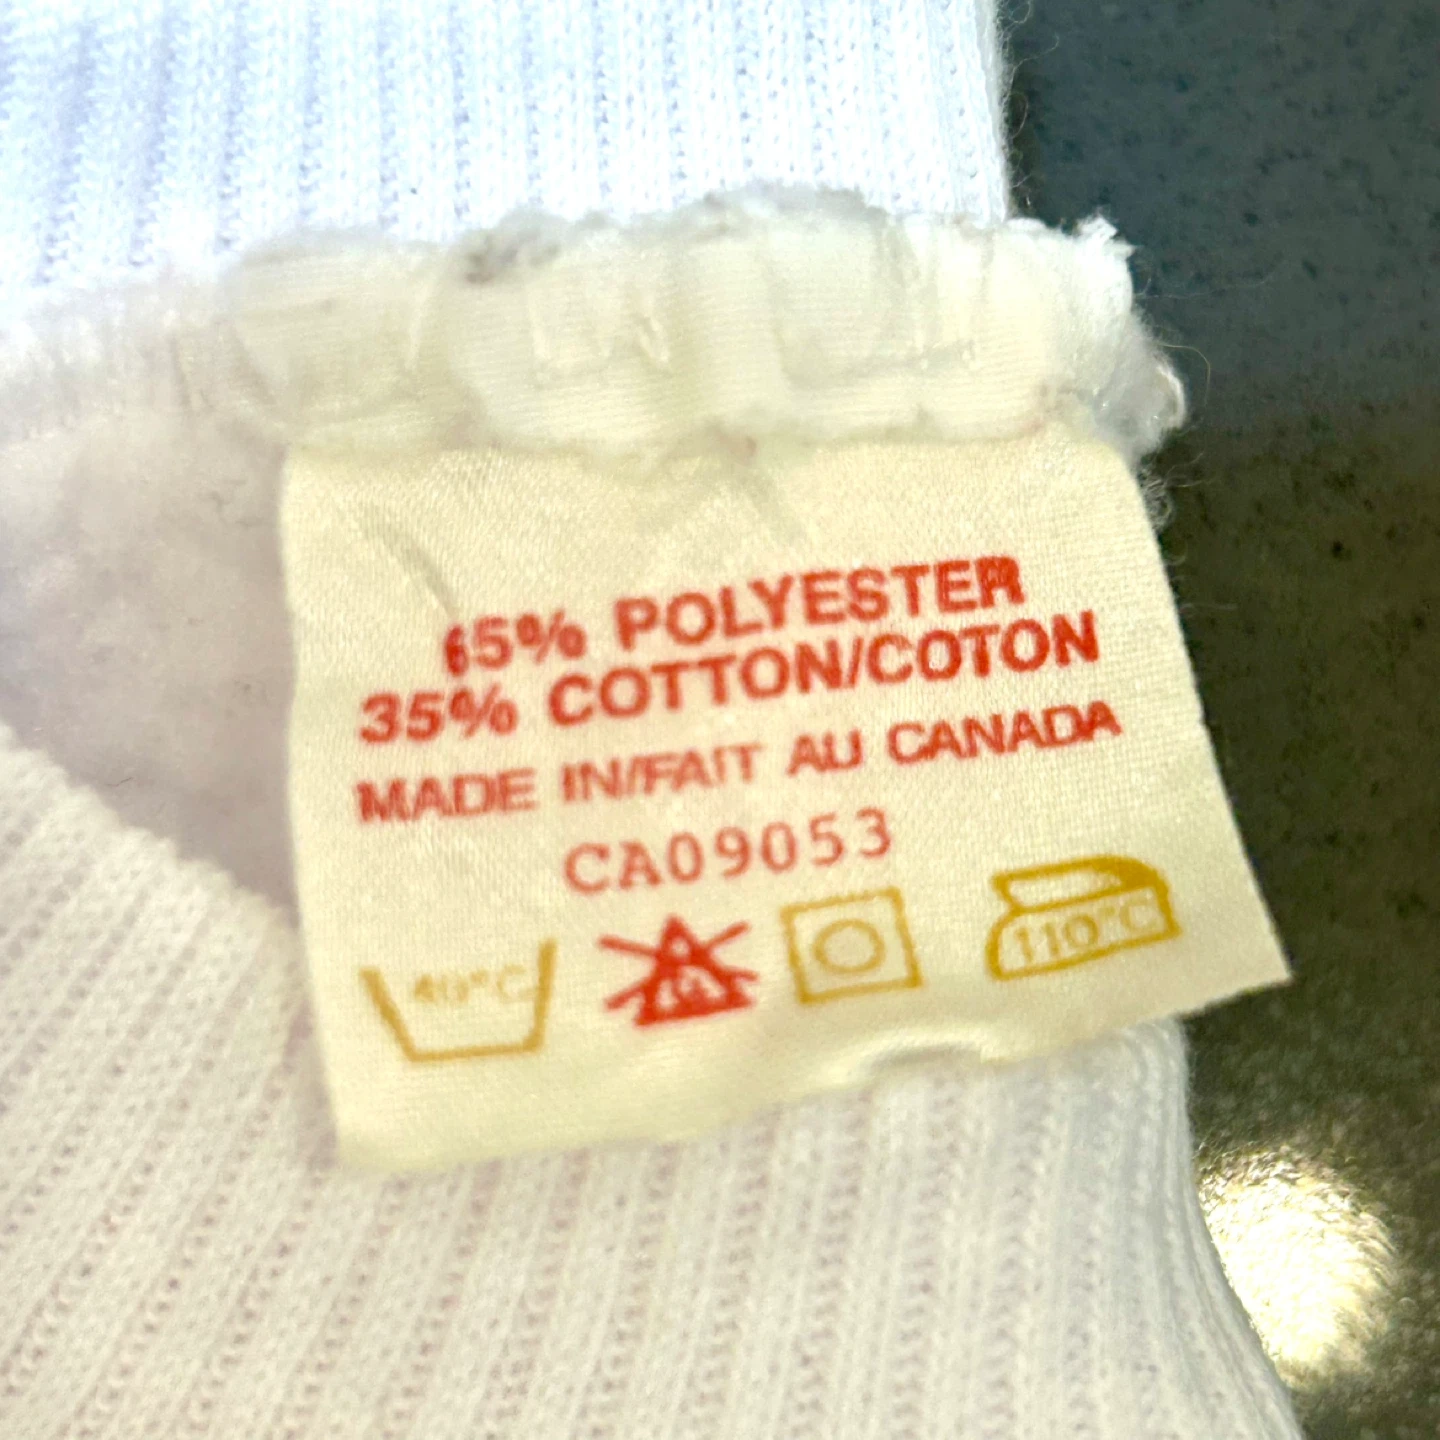 65% POLYESTER
35% COTTON/COTON
MADE IN/FAIT AU CANADA
CA09053
40°C
110°C